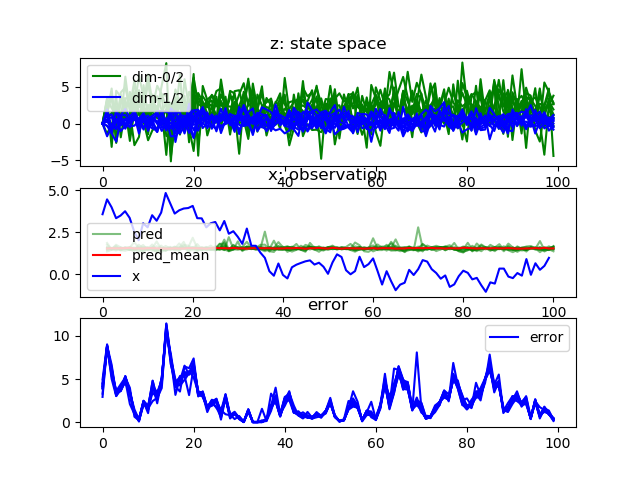 z: state space
5
0
−5
dim-0/2
dim-1/2
0 20 40 60 80 100
x: observation
5.0
2.5
0.0
pred
pred_mean
x
0 20 40 60 80 100
error
10
5
0
error
0 20 40 60 80 100